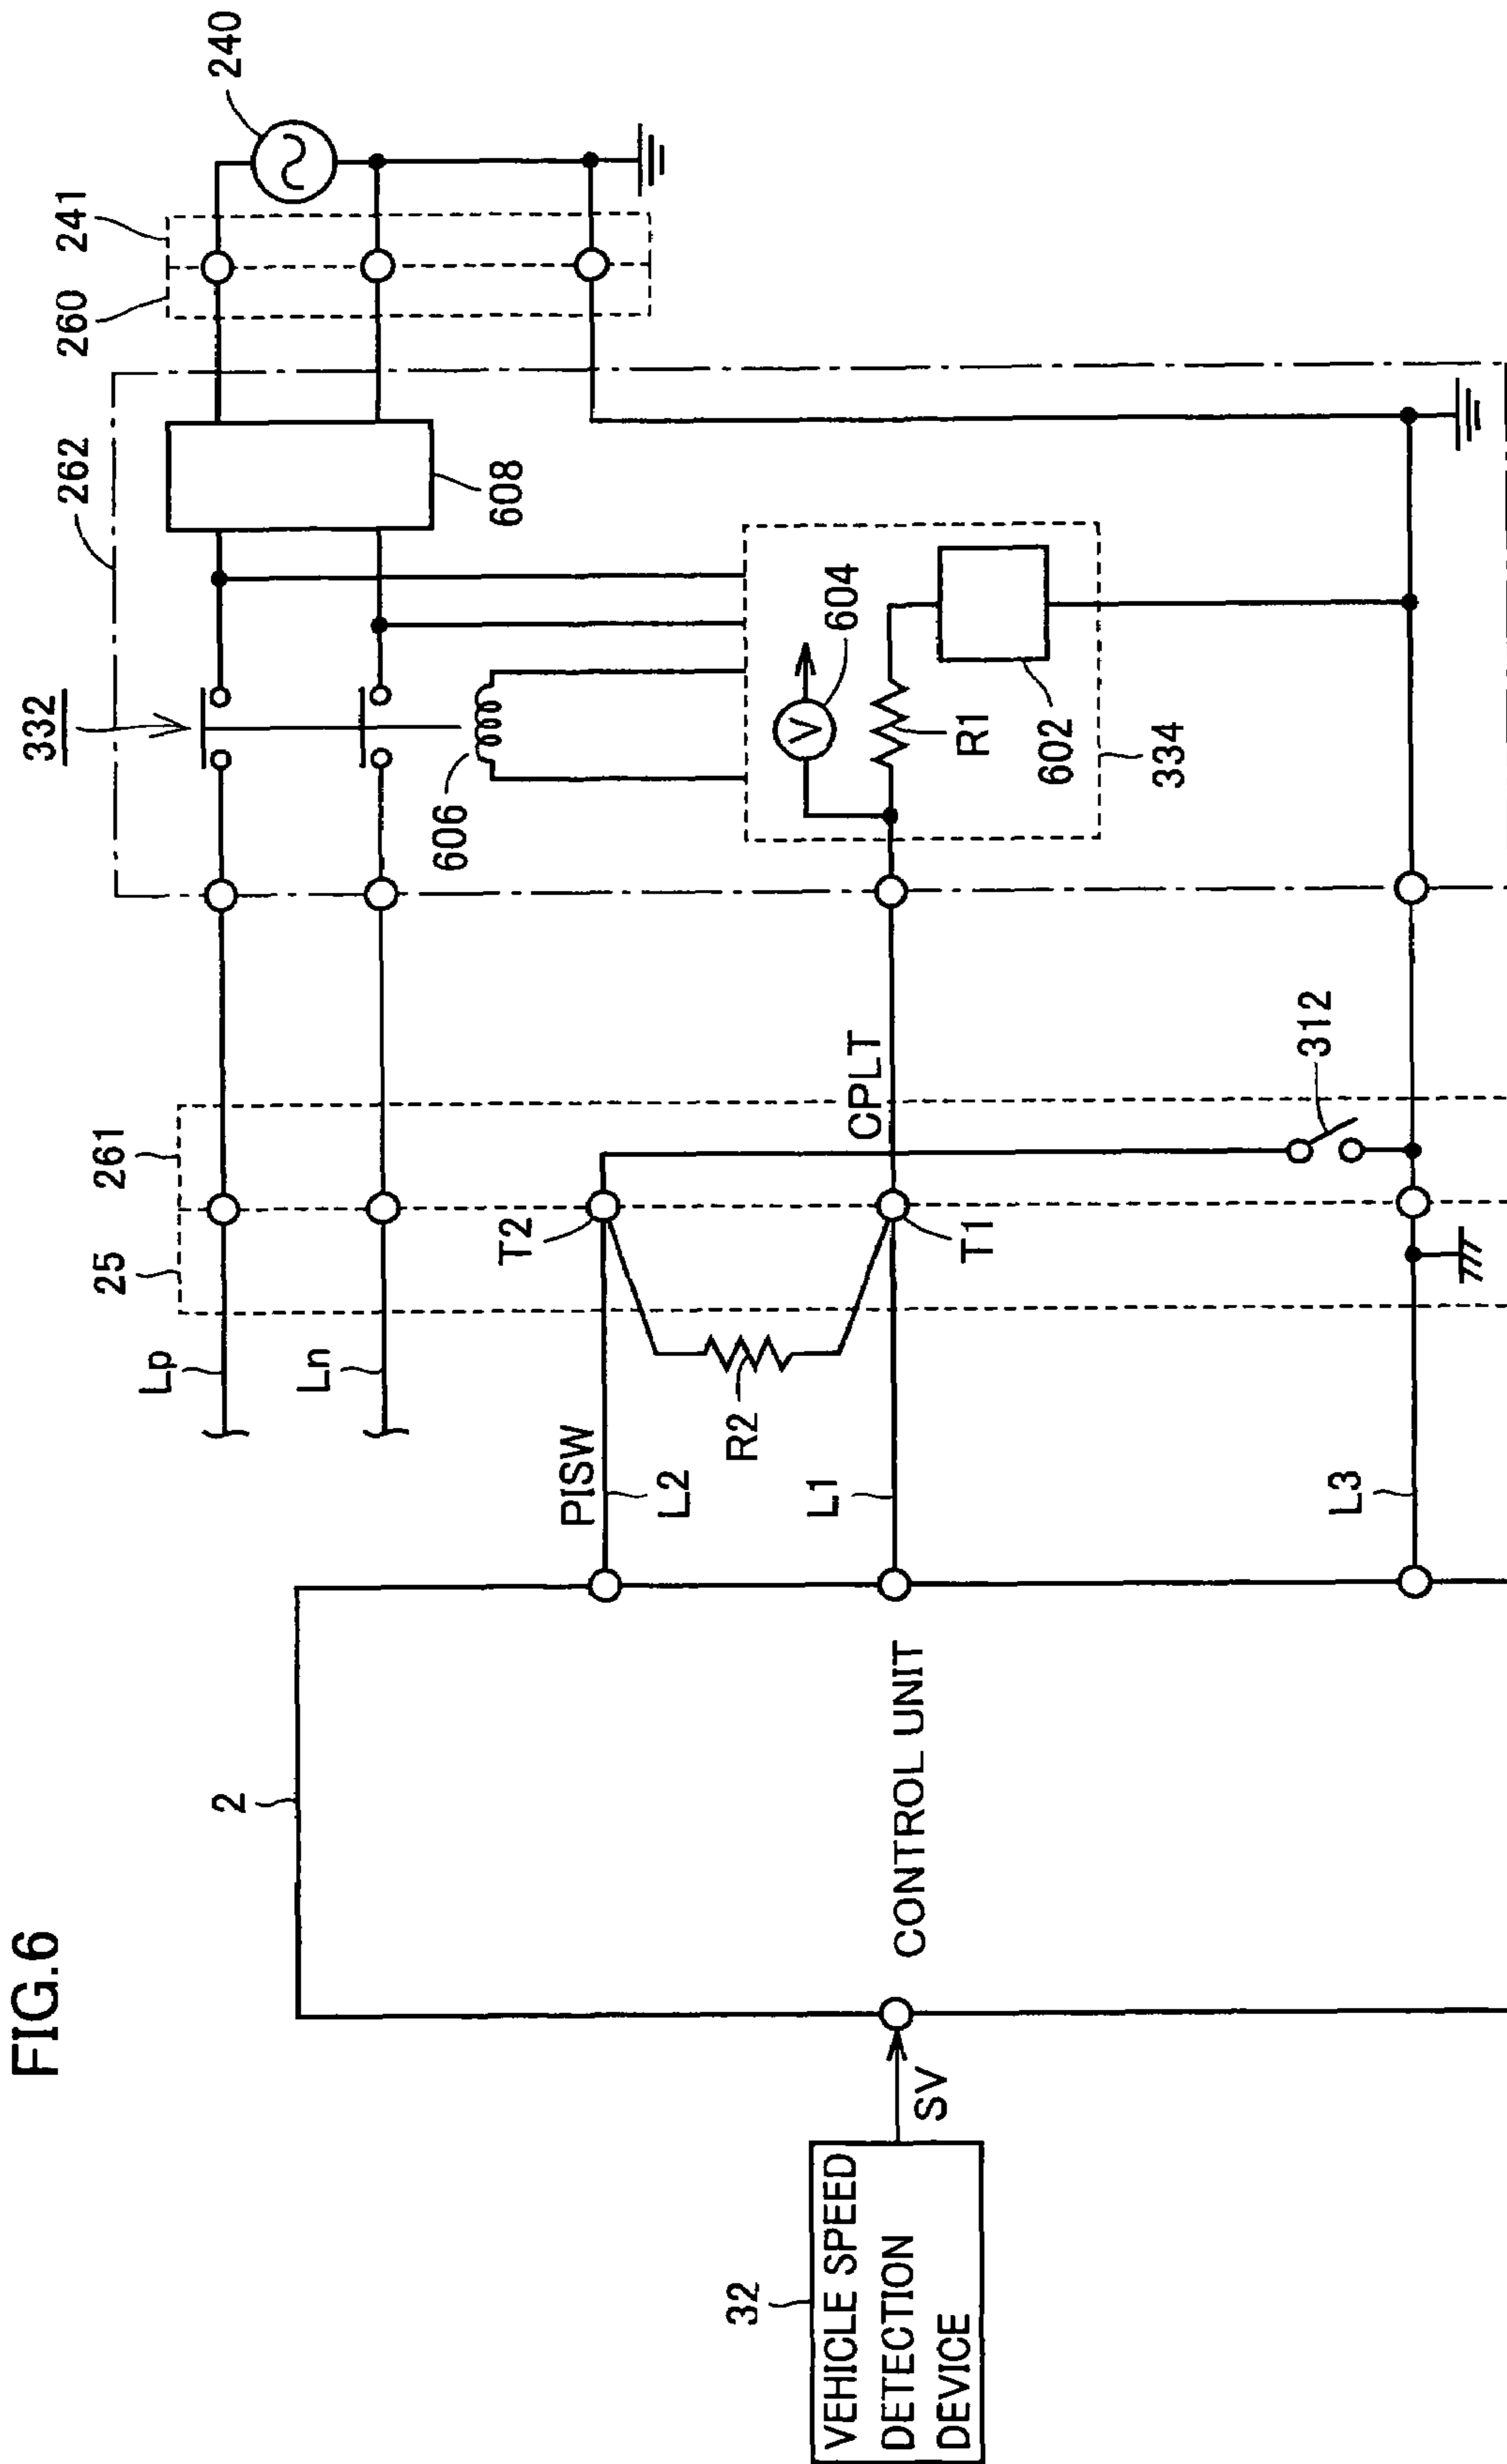 FIG.6
332
262
260
241
240
608
606
604
R1
602
334
25
261
Lp
Ln
T2
CPLT
312
T1
PISW
R2
L2
L1
L3
2
CONTROL UNIT
32
VEHICLE SPEED
DETECTION
DEVICE
SV
V